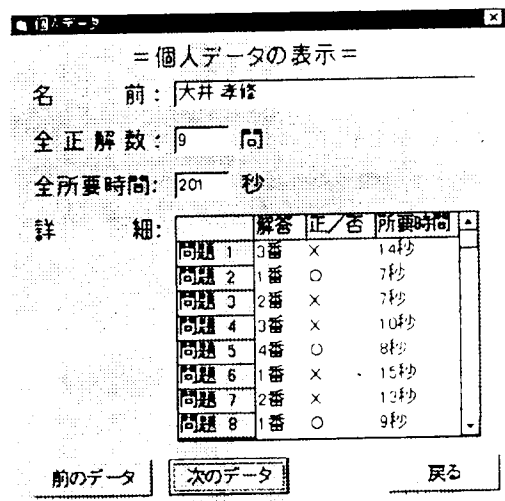 個人データ
＝個人データの表示＝
名　　前: 大井 孝修
全正解数: 9 問
全所要時間: 201 秒
詳　　細: 解答 正／否 所要時間
問題 1 3番 × 14秒
問題 2 1番 ○ 7秒
問題 3 2番 × 7秒
問題 4 3番 × 10秒
問題 5 4番 ○ 8秒
問題 6 1番 × 15秒
問題 7 2番 × 13秒
問題 8 1番 ○ 9秒
前のデータ 次のデータ 戻る